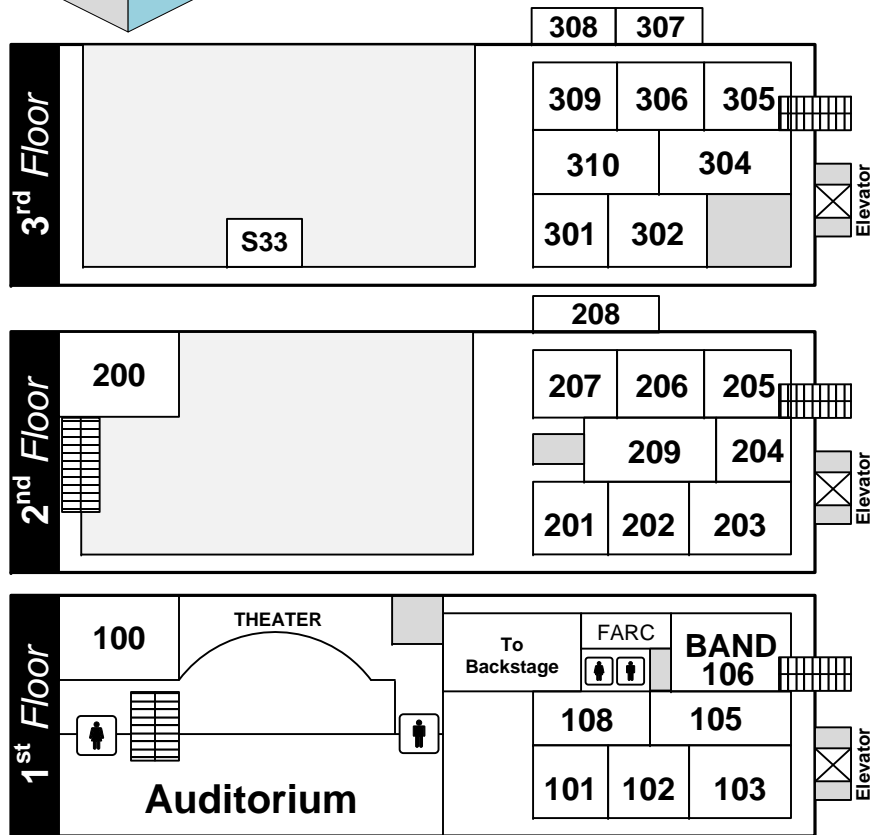 308 307
3rd Floor
309 306 305
310 304
S33
301 302
Elevator
208
2nd Floor
200
207 206 205
209 204
201 202 203
Elevator
1st Floor
100
THEATER
To
Backstage
FARC
BAND
106
108 105
Auditorium
101 102 103
Elevator